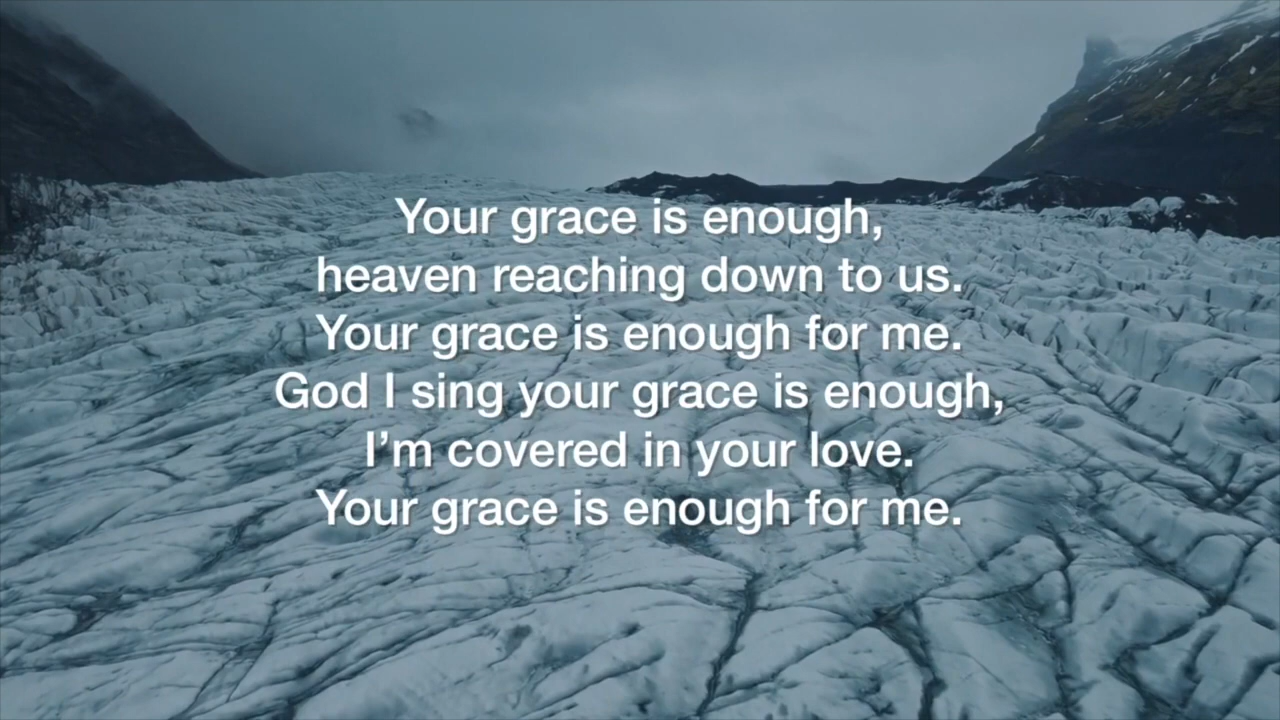 Your grace is enough,
heaven reaching down to us.
Your grace is enough for me.
God I sing your grace is enough,
I’m covered in your love.
Your grace is enough for me.